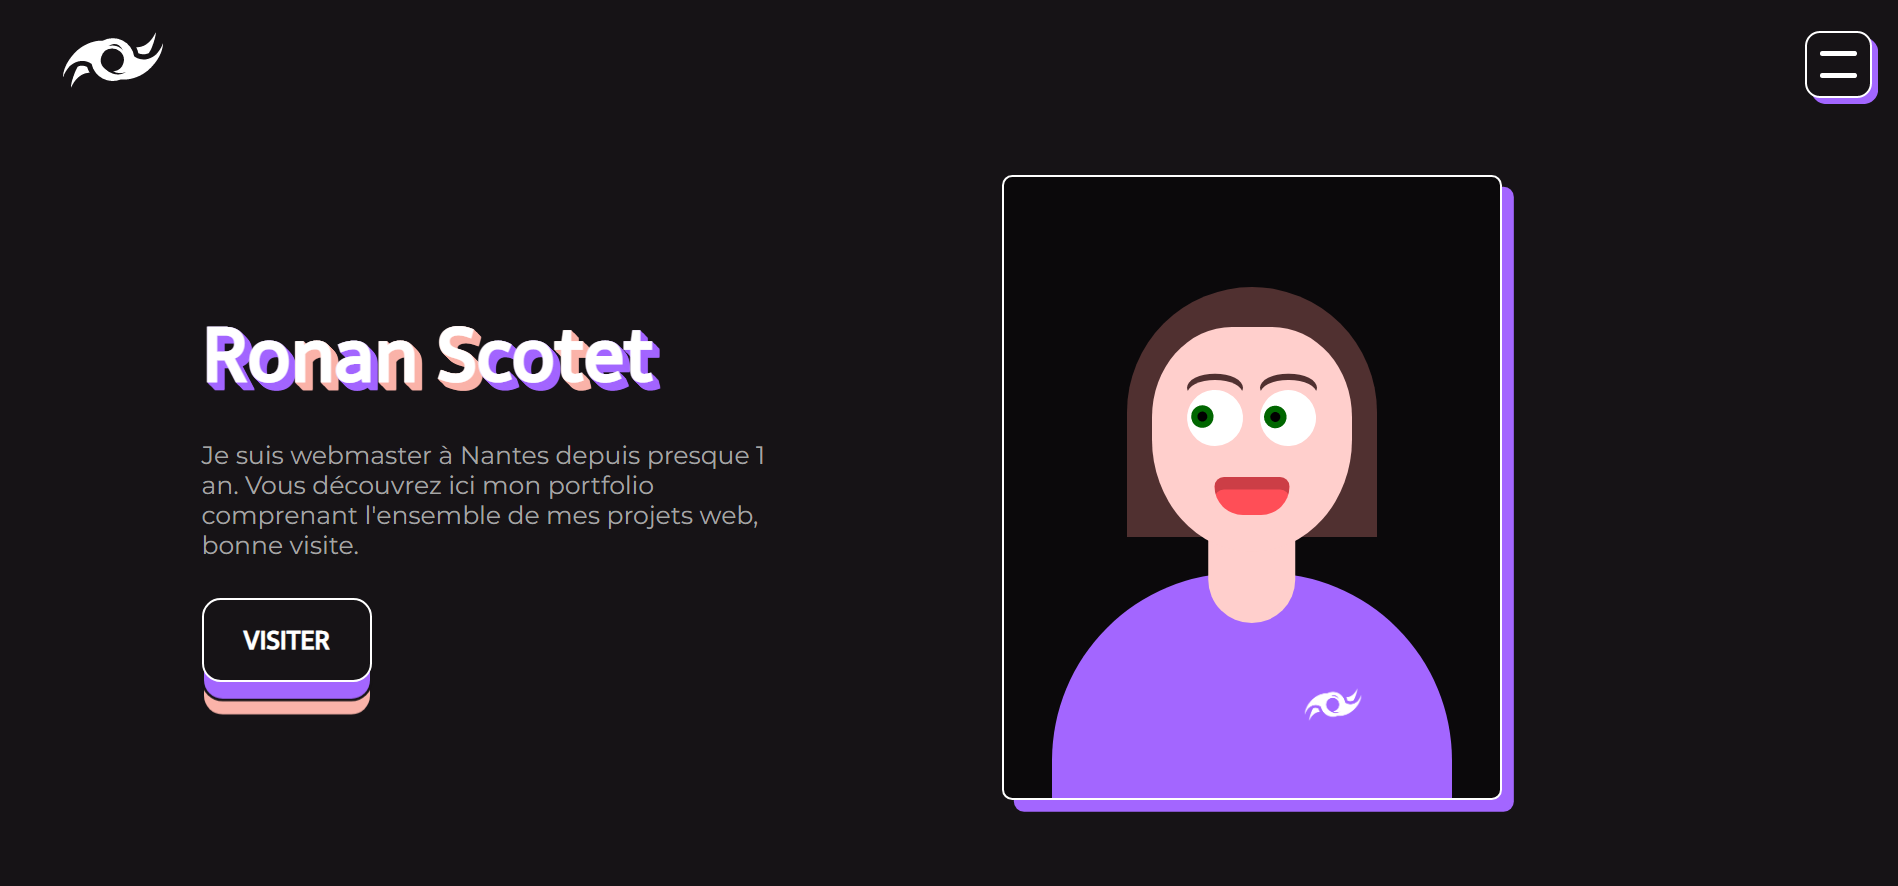 Ronan Scotet
Je suis webmaster à Nantes depuis presque 1
an. Vous découvrez ici mon portfolio
comprenant l'ensemble de mes projets web,
bonne visite.
VISITER